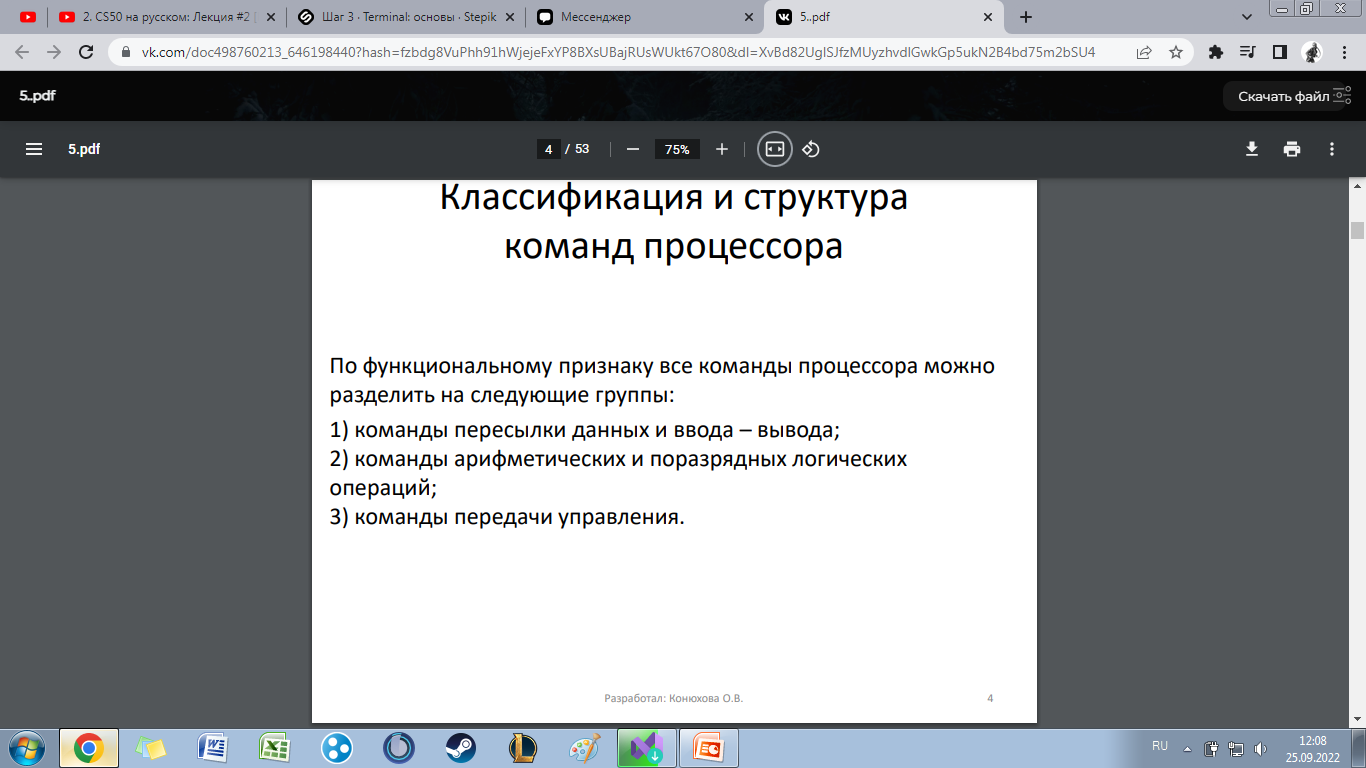 2. CS50 на русском: Лекция #2
Шаг 3 · Terminal: основы · Stepik
Мессенджер
5..pdf
vk.com/doc498760213_646198440?hash=fzbdg8VuPhh91hWjejeFxYP8BXsUBajRUsWUkt67O80&dl=XvBd82UglSJfzMUyzhvdlGwkGp5ukN2B4bd75m2bSU4
5..pdf
Скачать файл
5.pdf
4 / 53
75%
Классификация и структура
команд процессора
По функциональному признаку все команды процессора можно
разделить на следующие группы:
1) команды пересылки данных и ввода – вывода;
2) команды арифметических и поразрядных логических
операций;
3) команды передачи управления.
Разработал: Конюхова О.В.
4
RU
12:08
25.09.2022